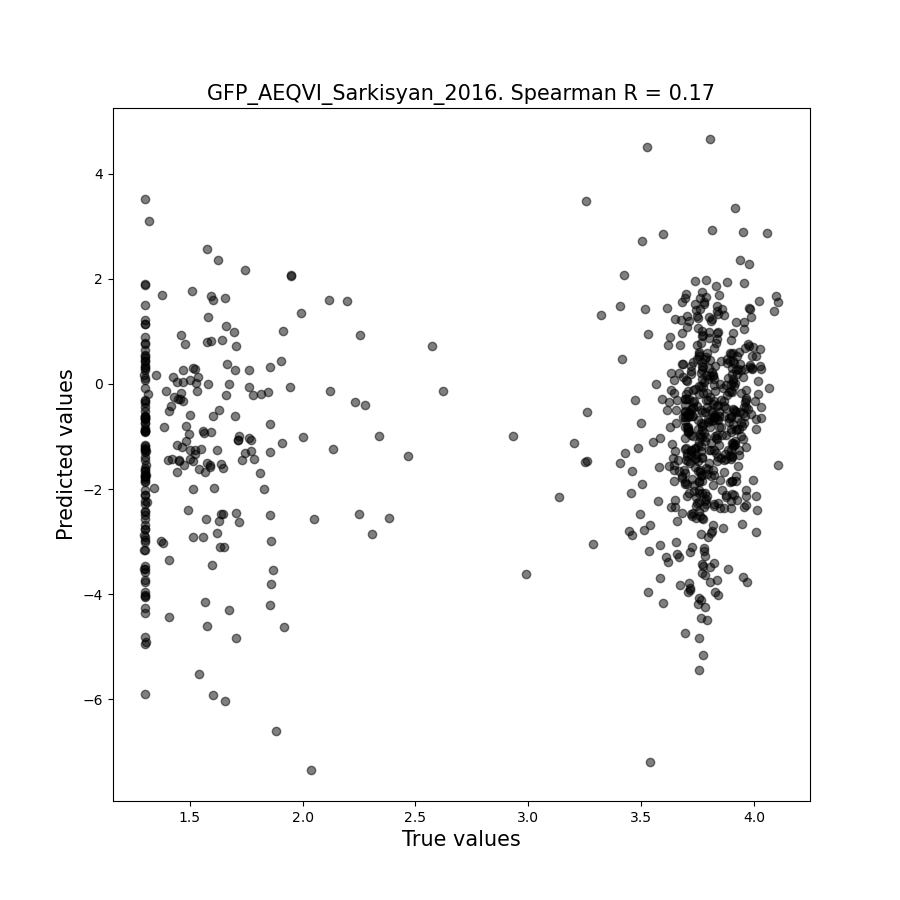 GFP_AEQVI_Sarkisyan_2016. Spearman R = 0.17
Predicted values
4
2
0
−2
−4
−6
1.5 2.0 2.5 3.0 3.5 4.0
True values